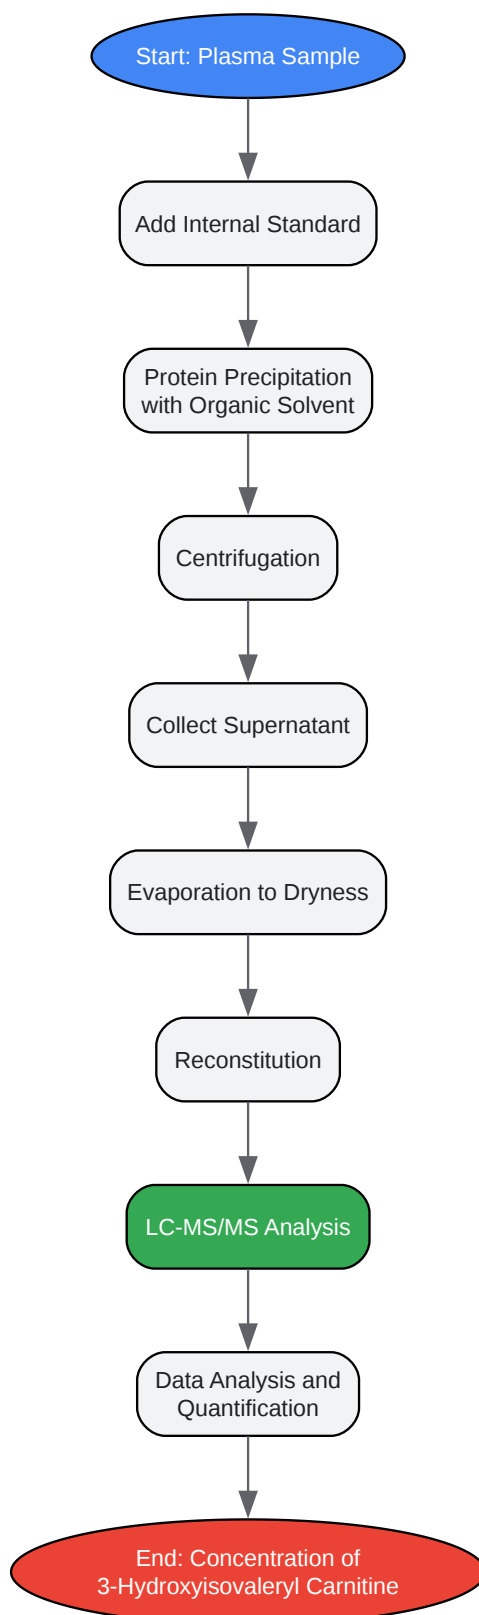 Start: Plasma Sample
Add Internal Standard
Protein Precipitation
with Organic Solvent
Centrifugation
Collect Supernatant
Evaporation to Dryness
Reconstitution
LC-MS/MS Analysis
Data Analysis and
Quantification
End: Concentration of
3-Hydroxyisovaleryl Carnitine